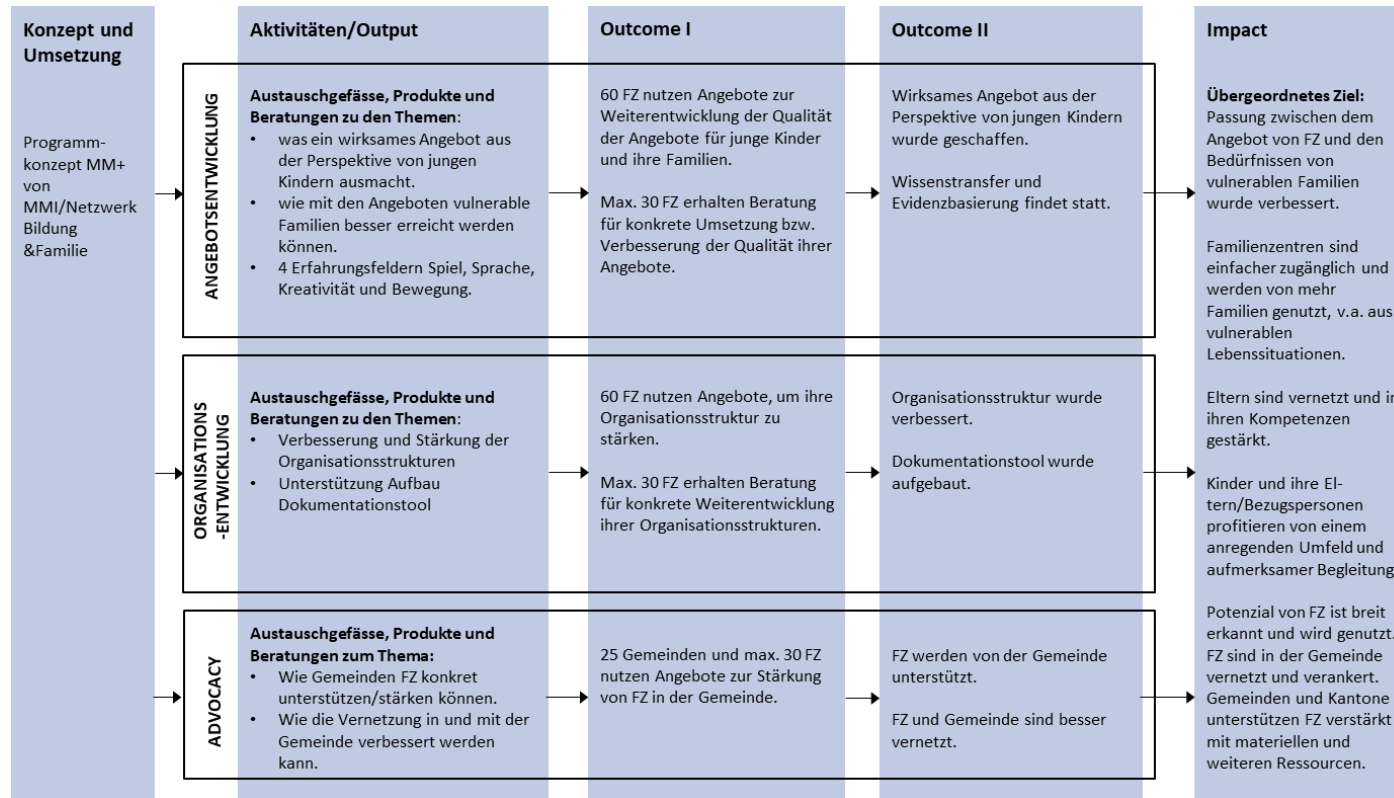 Konzept und
Umsetzung
Aktivitäten/Output
Outcome I
Outcome II
Impact
Programm-
konzept MM+
von
MMI/Netzwerk
Bildung
&Familie
ANGEBOTSENTWICKLUNG
Austauschgefässe, Produkte und
Beratungen zu den Themen:
• was ein wirksames Angebot aus
der Perspektive von jungen
Kindern ausmacht.
• wie mit den Angeboten vulnerable
Familien besser erreicht werden
können.
• 4 Erfahrungsfeldern Spiel, Sprache,
Kreativität und Bewegung.
60 FZ nutzen Angebote zur
Weiterentwicklung der Qualität
der Angebote für junge Kinder
und ihre Familien.
Max. 30 FZ erhalten Beratung
für konkrete Umsetzung bzw.
Verbesserung der Qualität ihrer
Angebote.
Wirksames Angebot aus der
Perspektive von jungen Kindern
wurde geschaffen.
Wissenstransfer und
Evidenzbasierung findet statt.
ORGANISATIONS
-ENTWICKLUNG
Austauschgefässe, Produkte und
Beratungen zu den Themen:
• Verbesserung und Stärkung der
Organisationsstrukturen
• Unterstützung Aufbau
Dokumentationstool
60 FZ nutzen Angebote, um ihre
Organisationsstruktur zu
stärken.
Max. 30 FZ erhalten Beratung
für konkrete Weiterentwicklung
ihrer Organisationsstrukturen.
Organisationsstruktur wurde
verbessert.
Dokumentationstool wurde
aufgebaut.
ADVOCACY
Austauschgefässe, Produkte und
Beratungen zum Thema:
• Wie Gemeinden FZ konkret
unterstützen/stärken können.
• Wie die Vernetzung in und mit der
Gemeinde verbessert werden
kann.
25 Gemeinden und max. 30 FZ
nutzen Angebote zur Stärkung
von FZ in der Gemeinde.
FZ werden von der Gemeinde
unterstützt.
FZ und Gemeinde sind besser
vernetzt.
Übergeordnetes Ziel:
Passung zwischen dem
Angebot von FZ und den
Bedürfnissen von
vulnerablen Familien
wurde verbessert.
Familienzentren sind
einfacher zugänglich und
werden von mehr
Familien genutzt, v.a. aus
vulnerablen
Lebenssituationen.
Eltern sind vernetzt und in
ihren Kompetenzen
gestärkt.
Kinder und ihre El-
tern/Bezugspersonen
profitieren von einem
anregenden Umfeld und
aufmerksamer Begleitung
Potenzial von FZ ist breit
erkannt und wird genutzt.
FZ sind in der Gemeinde
vernetzt und verankert.
Gemeinden und Kantone
unterstützen FZ verstärkt
mit materiellen und
weiteren Ressourcen.